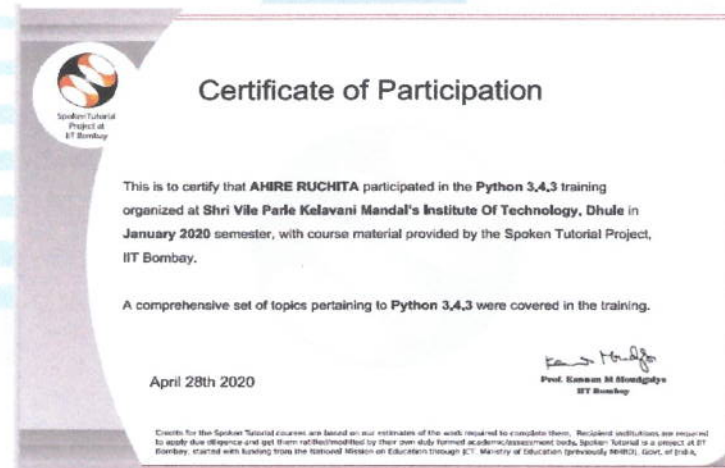 Spoken Tutorial
Project at
IIT Bombay
Certificate of Participation
This is to certify that AHIRE RUCHITA participated in the Python 3.4.3 training
organized at Shri Vile Parle Kelavani Mandal's Institute Of Technology, Dhule in
January 2020 semester, with course material provided by the Spoken Tutorial Project,
IIT Bombay.
A comprehensive set of topics pertaining to Python 3.4.3 were covered in the training.
April 28th 2020
Prof. Kannan M Moudgalya
IIT Bombay
Credits for the Spoken Tutorial courses are based on our estimates of the work required to complete them. Recipient institutions are required
to apply due diligence and get them ratified/modified by their own duly formed academic/assessment body. Spoken Tutorial is a project at IIT
Bombay, started with funding from the National Mission on Education through ICT, Ministry of Education (previously MHRD), Govt. of India.